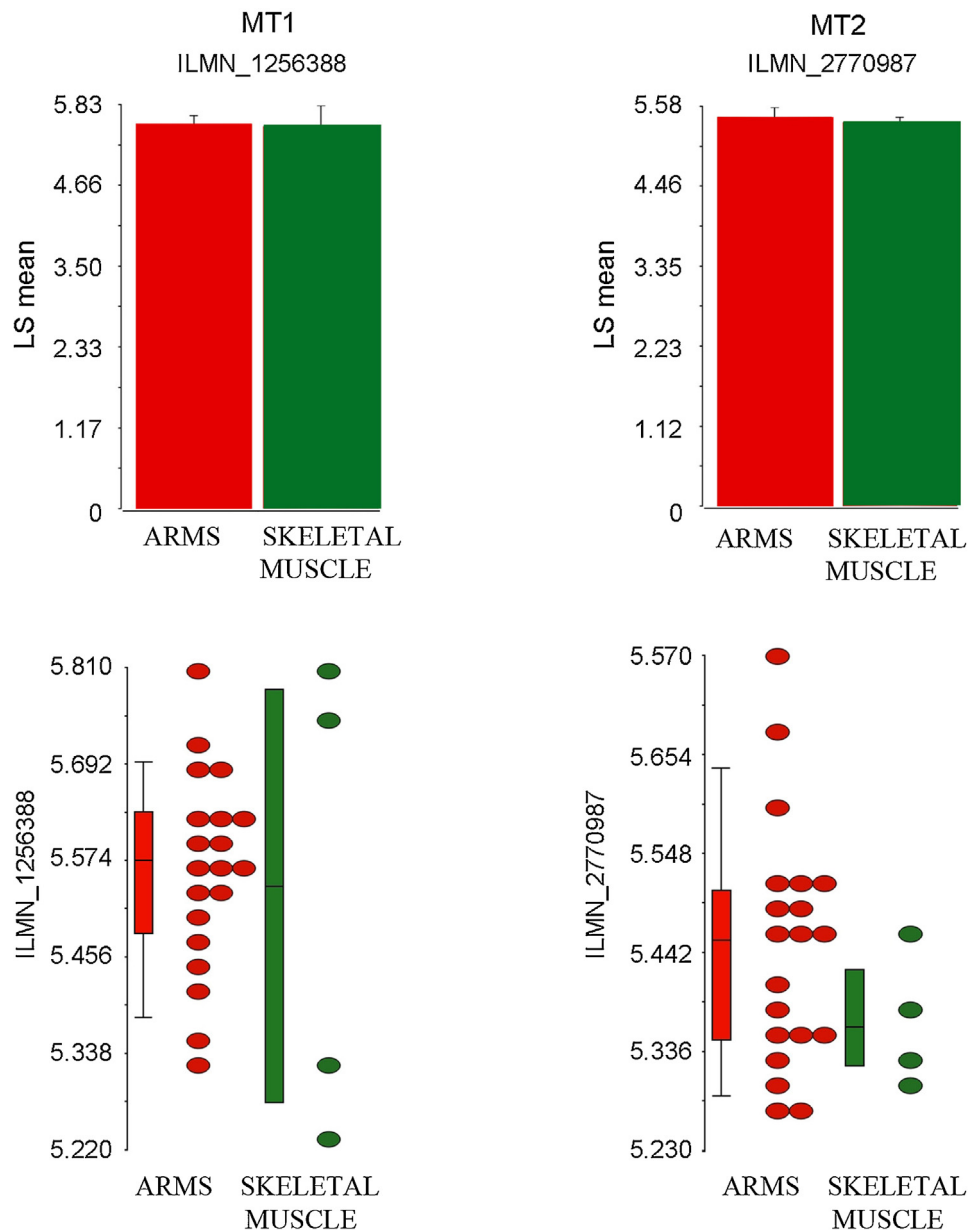 MT1
ILMN_1256388
5.83
4.66
3.50
2.33
1.17
0
LS mean
ARMS
SKELETAL
MUSCLE
MT2
ILMN_2770987
5.58
4.46
3.35
2.23
1.12
0
LS mean
ARMS
SKELETAL
MUSCLE
5.810
5.692
5.574
5.456
5.338
5.220
ILMN_1256388
ARMS
SKELETAL
MUSCLE
5.570
5.654
5.548
5.442
5.336
5.230
ILMN_2770987
ARMS
SKELETAL
MUSCLE